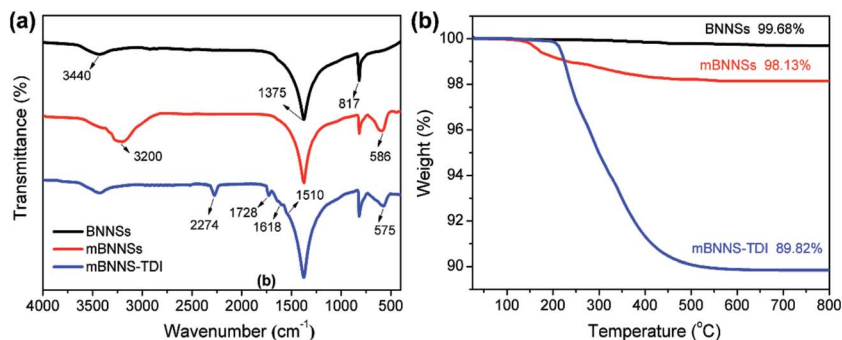 (a)
Transmittance (%)
3440
1375
817
3200
586
2274
1728
1618
1510
575
BNNSs
mBNNSs
mBNNS-TDI
(b)
4000 3500 3000 2500 2000 1500 1000 500
Wavenumber (cm⁻¹)
(b)
Weight (%)
100
98
96
94
92
90
BNNSs 99.68%
mBNNSs 98.13%
mBNNS-TDI 89.82%
100 200 300 400 500 600 700 800
Temperature (°C)